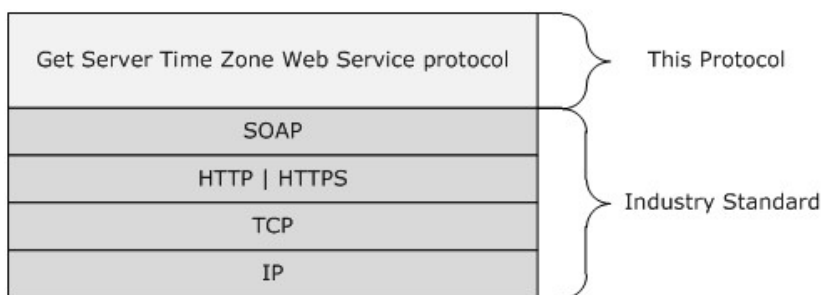 Get Server Time Zone Web Service protocol
This Protocol
SOAP
HTTP | HTTPS
Industry Standard
TCP
IP